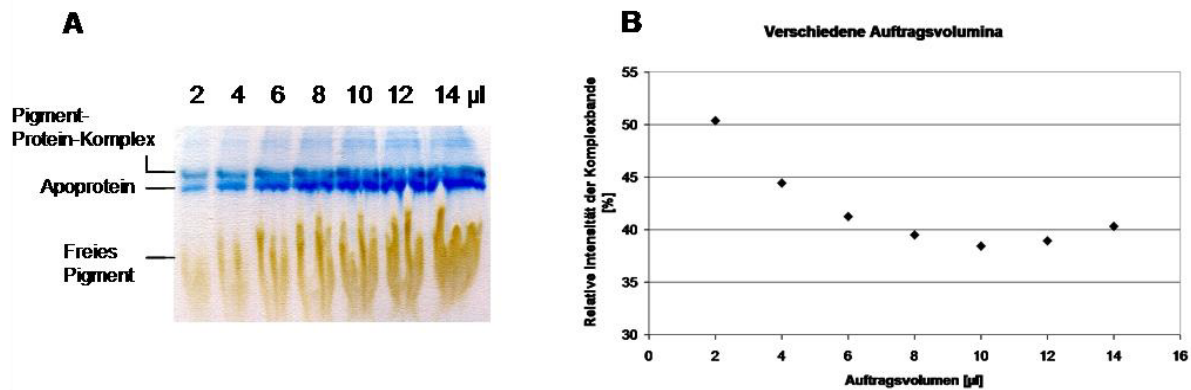 A
2 4 6 8 10 12 14 µl
Pigment-
Protein-Komplex
Apoprotein
Freies
Pigment
B
Verschiedene Auftragsvolumina
Relative Intensität der Komplexbande
[%]
55
50
45
40
35
30
0 2 4 6 8 10 12 14 16
Auftragsvolumen [µl]